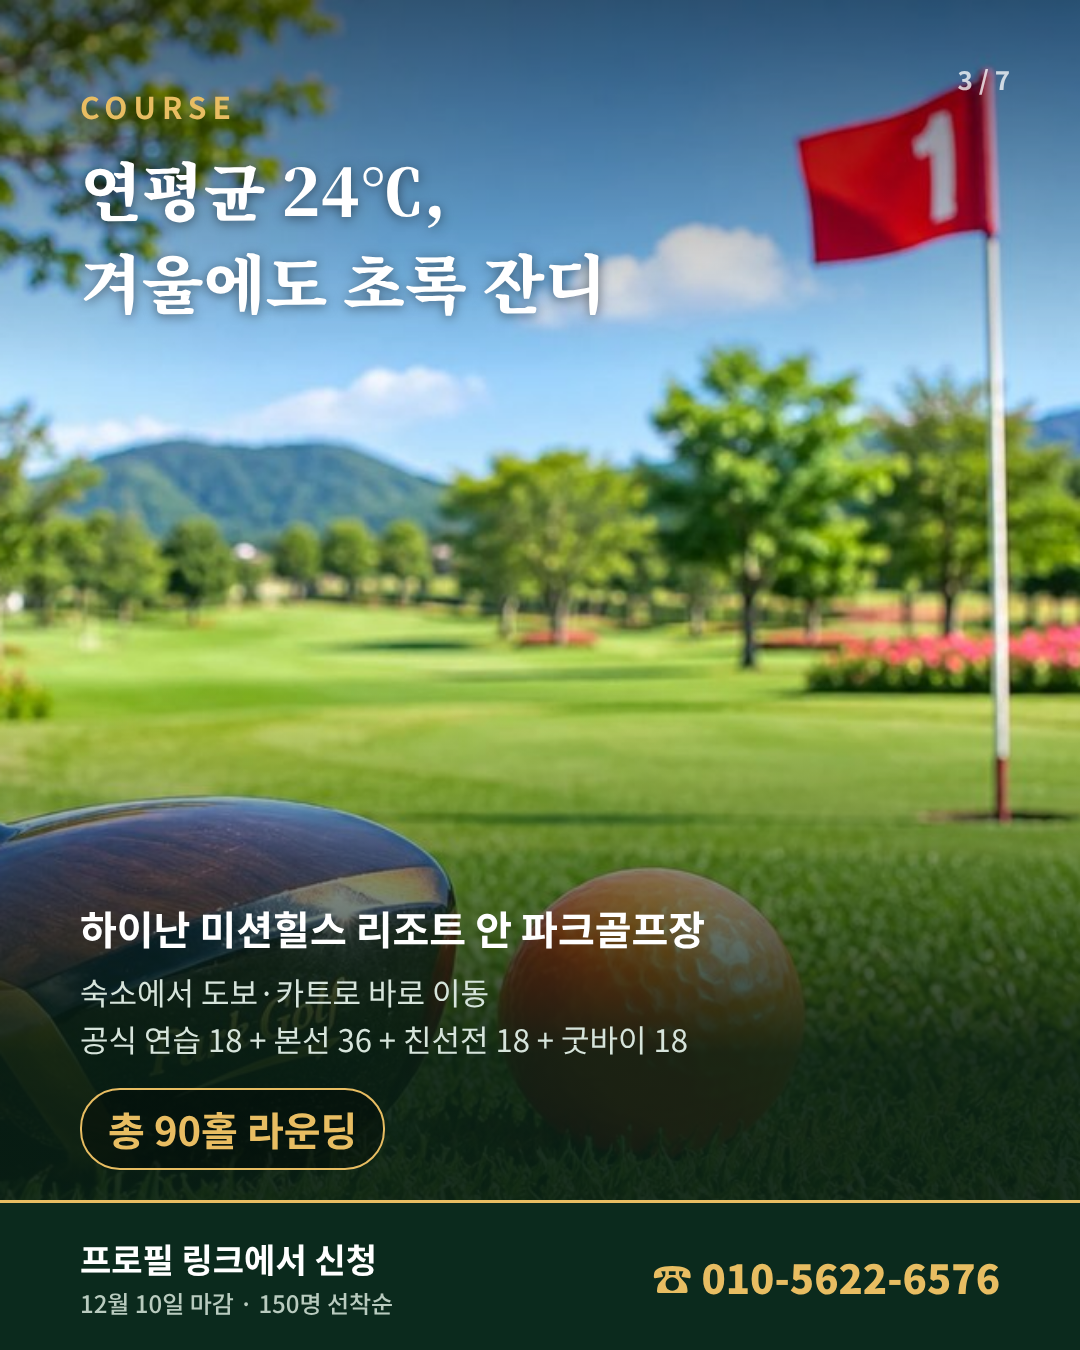 3 / 7
COURSE
연평균 24℃,
겨울에도 초록 잔디
1
하이난 미션힐스 리조트 안 파크골프장
숙소에서 도보·카트로 바로 이동
공식 연습 18 + 본선 36 + 친선전 18 + 굿바이 18
총 90홀 라운딩
프로필 링크에서 신청
12월 10일 마감 · 150명 선착순
☎ 010-5622-6576